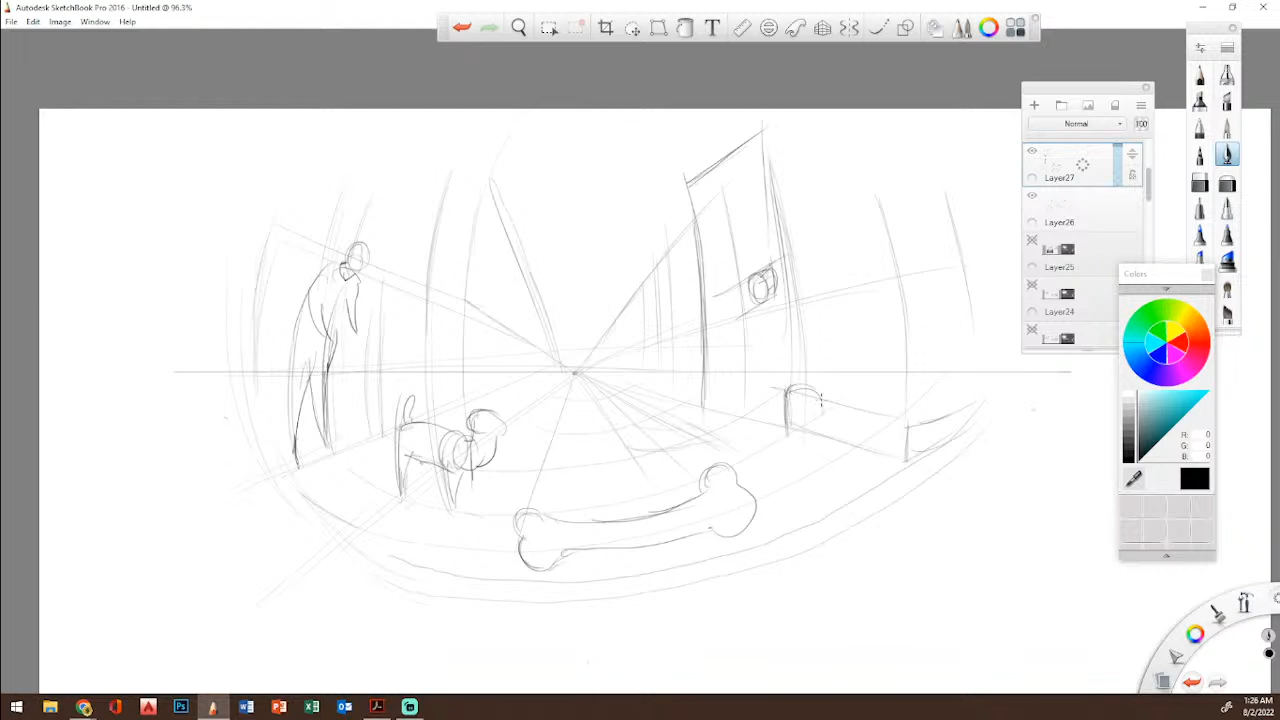 Autodesk SketchBook Pro 2016 - Untitled @ 96.3%
File Edit Image Window Help
T
Normal 100
Layer27
Layer26
Layer25
Layer24
Colors
R: 0
G: 0
B: 0
1:26 AM
8/2/2022